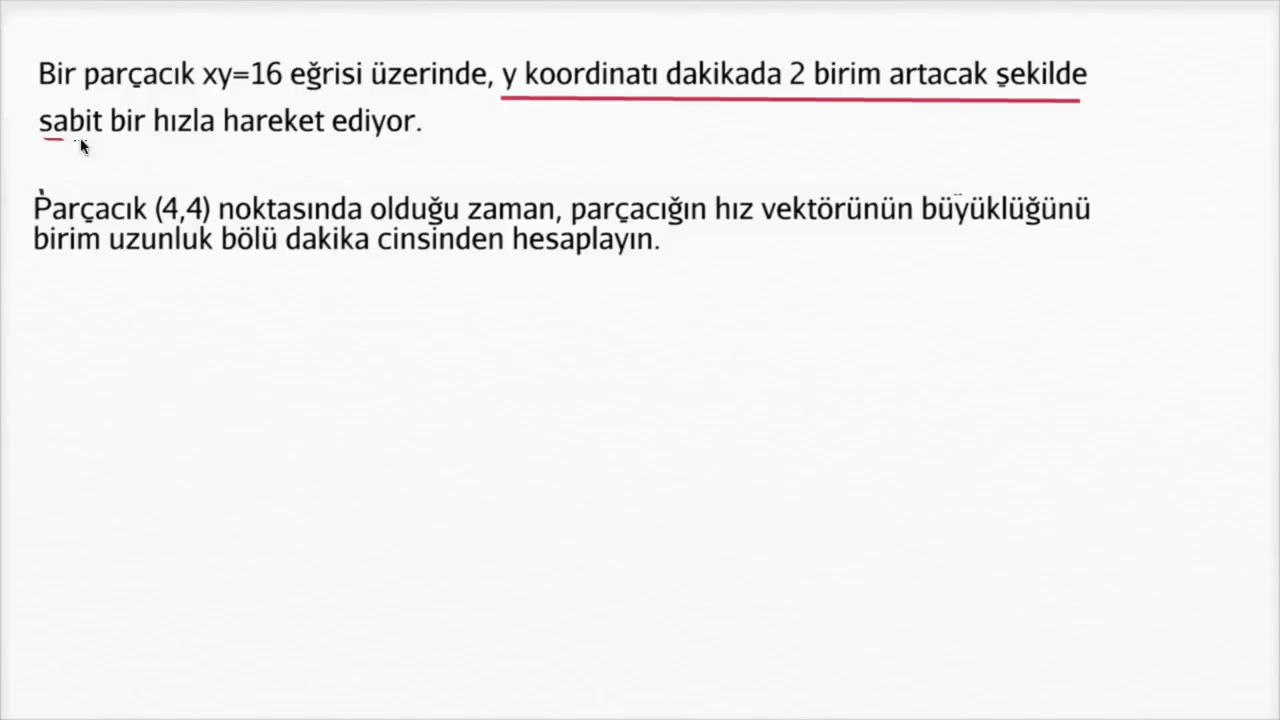 Bir parçacık xy=16 eğrisi üzerinde, y koordinatı dakikada 2 birim artacak şekilde
sabit bir hızla hareket ediyor.
Parçacık (4,4) noktasında olduğu zaman, parçacığın hız vektörünün büyüklüğünü
birim uzunluk bölü dakika cinsinden hesaplayın.